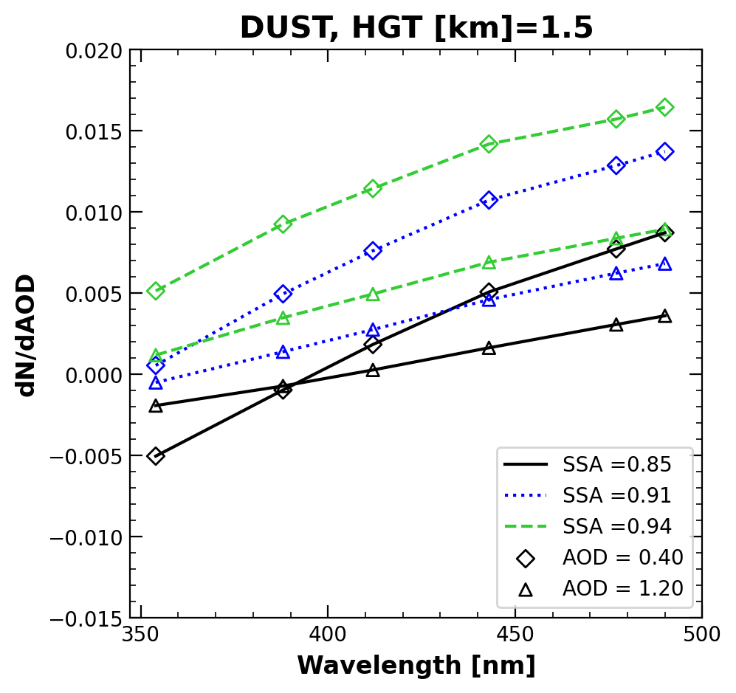 DUST, HGT [km]=1.5
0.020
0.015
0.010
0.005
0.000
−0.005
−0.010
−0.015
dN/dAOD
350
400
450
500
Wavelength [nm]
SSA =0.85
SSA =0.91
SSA =0.94
AOD = 0.40
AOD = 1.20